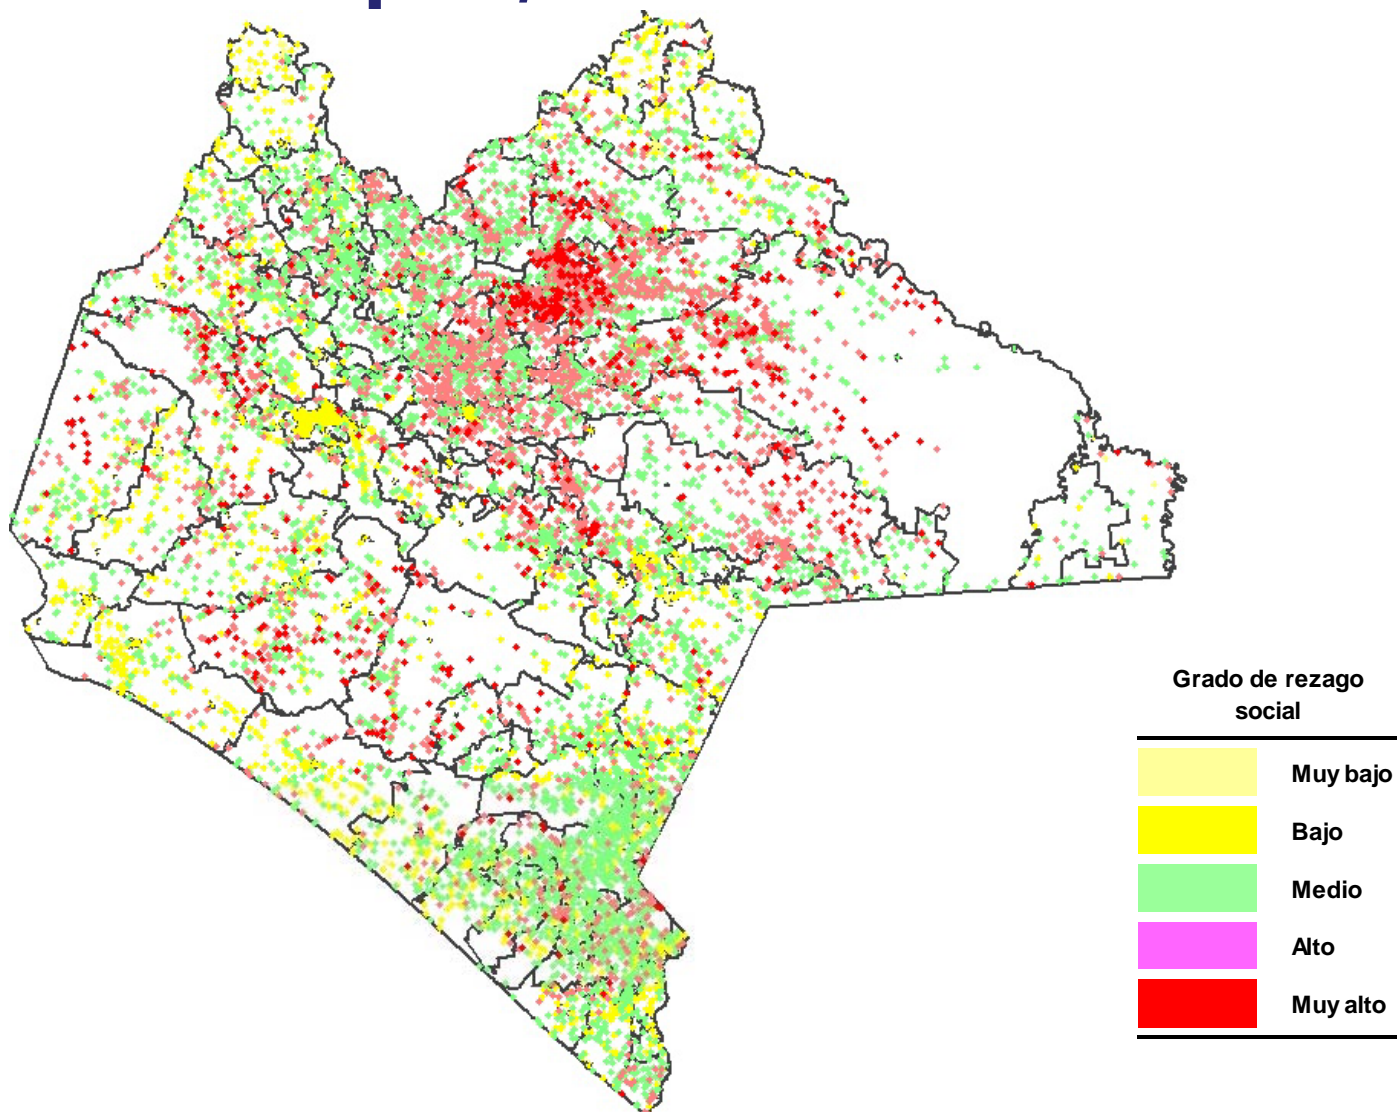 Grado de rezago
social
Muy bajo
Bajo
Medio
Alto
Muy alto